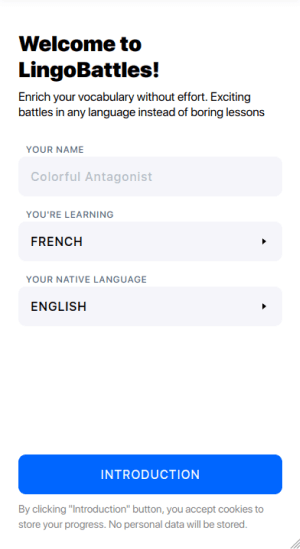 Welcome to
LingoBattles!
Enrich your vocabulary without effort. Exciting
battles in any language instead of boring lessons
YOUR NAME
Colorful Antagonist
YOU'RE LEARNING
FRENCH
YOUR NATIVE LANGUAGE
ENGLISH
INTRODUCTION
By clicking "Introduction" button, you accept cookies to
store your progress. No personal data will be stored.